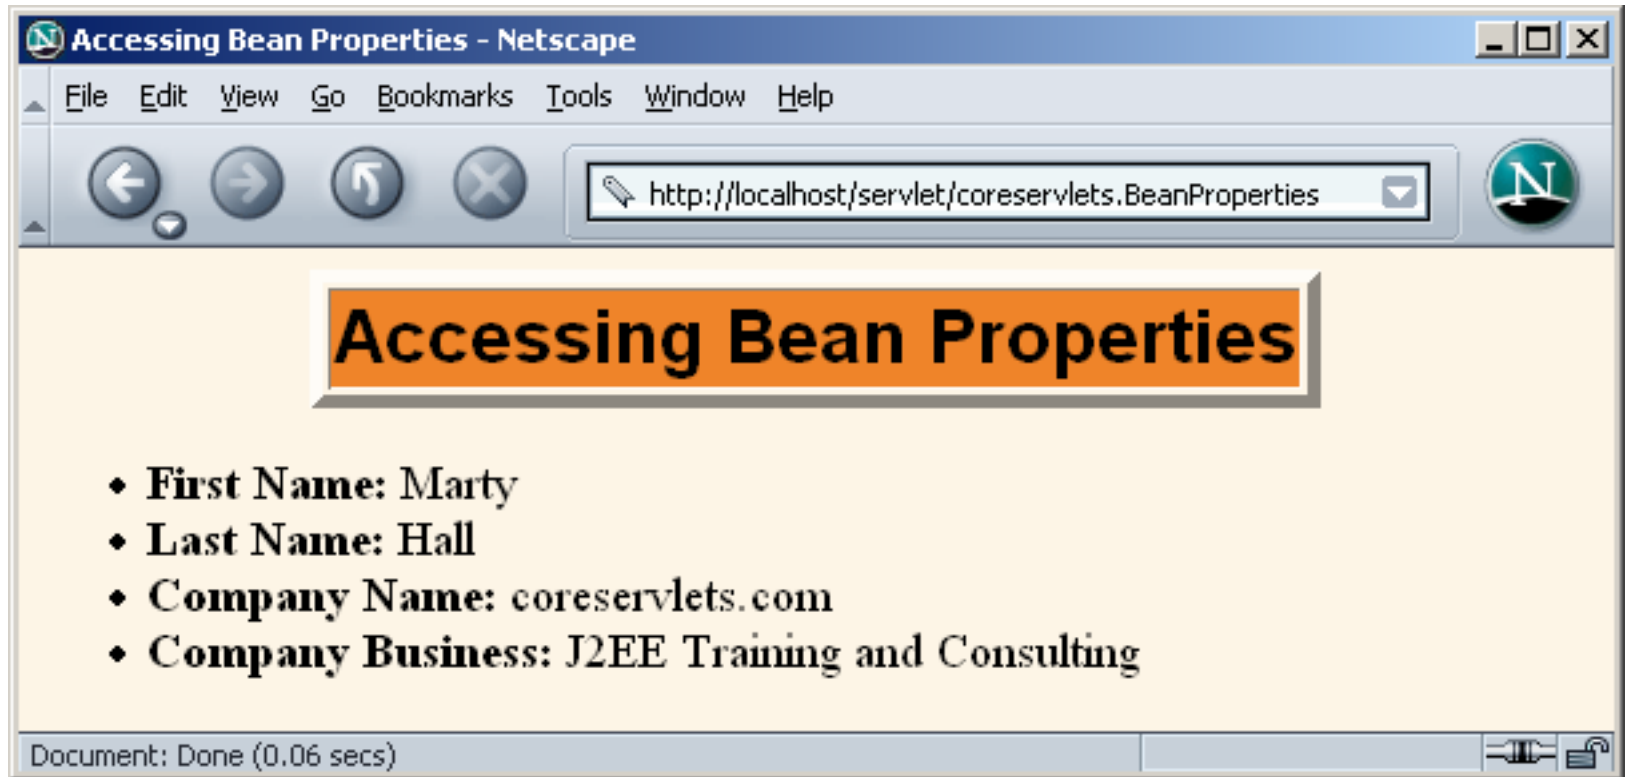 N Accessing Bean Properties - Netscape
File Edit View Go Bookmarks Tools Window Help
http://localhost/servlet/coreservlets.BeanProperties N
Accessing Bean Properties
• First Name: Marty
• Last Name: Hall
• Company Name: coreservlets.com
• Company Business: J2EE Training and Consulting
Document: Done (0.06 secs)